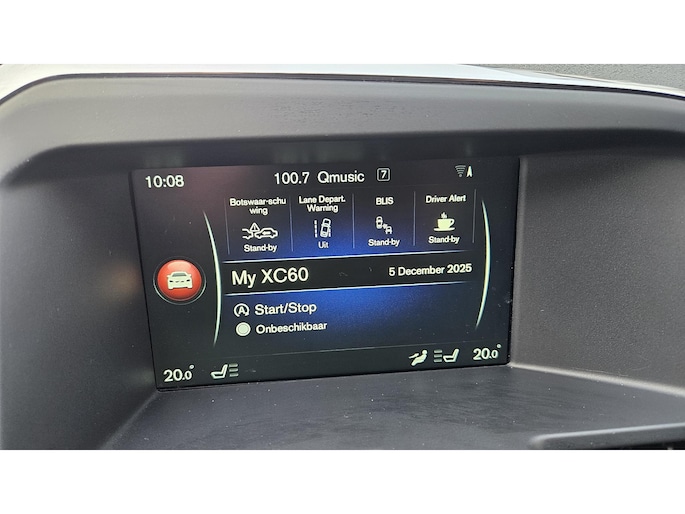 10:08 100.7 Qmusic 7 A
Botswaar-schu Lane Depart. BLIS Driver Alert
wing Warning
Stand-by Uit Stand-by Stand-by
My XC60 5 December 2025
A Start/Stop
Onbeschikbaar
20.0° 20.0°